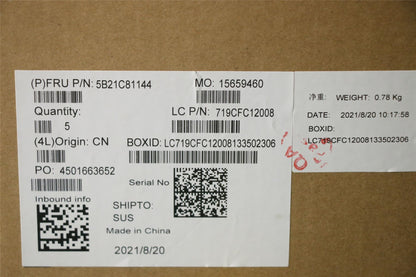 (P)FRU P/N: 5B21C81144
MO: 15659460
Quantity:
5
LC P/N: 719CFC12008
(4L)Origin: CN
BOXID: LC719CFC12008133502306
PO: 4501663652
Serial No
Inbound info
SHIPTO:
SUS
Made in China
2021/8/20
净重: WEIGHT: 0.78 Kg
DATE: 2021/8/20 10:17:58
BOXID:
LC719CFC12008133502306
QA